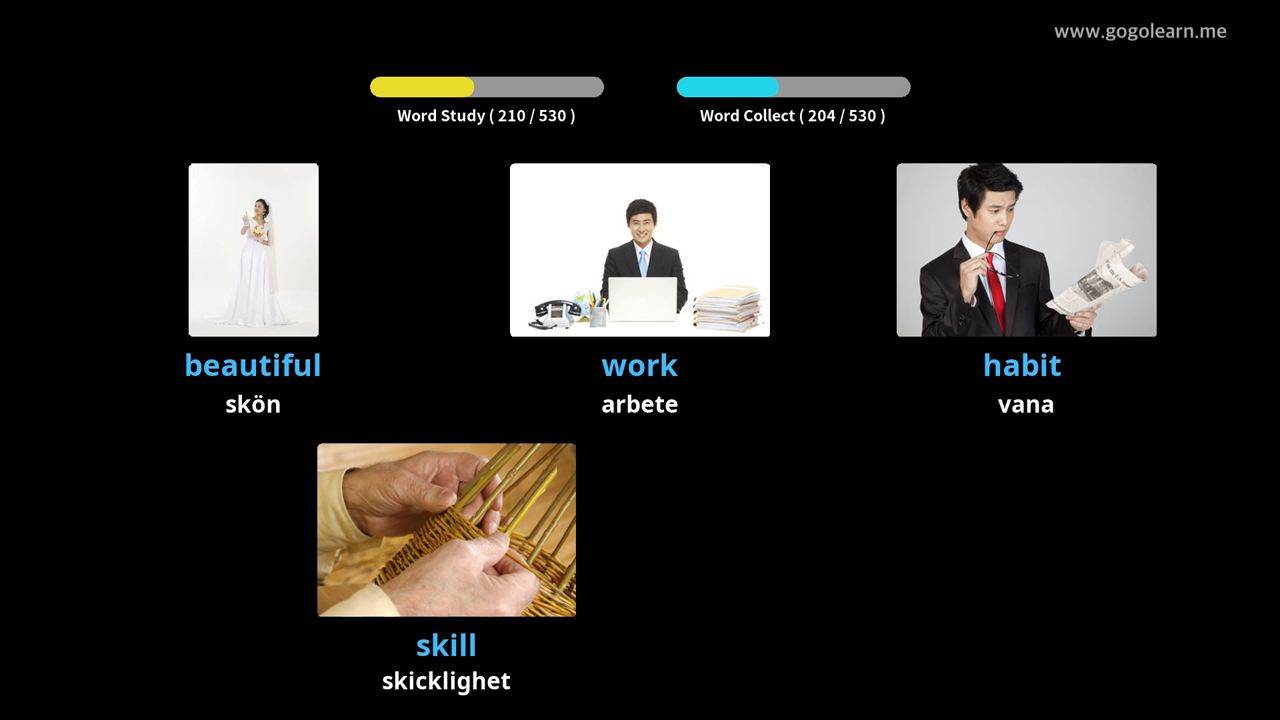 www.gogolearn.me
Word Study ( 210 / 530 )
Word Collect ( 204 / 530 )
beautiful
skön
work
arbete
habit
vana
skill
skicklighet